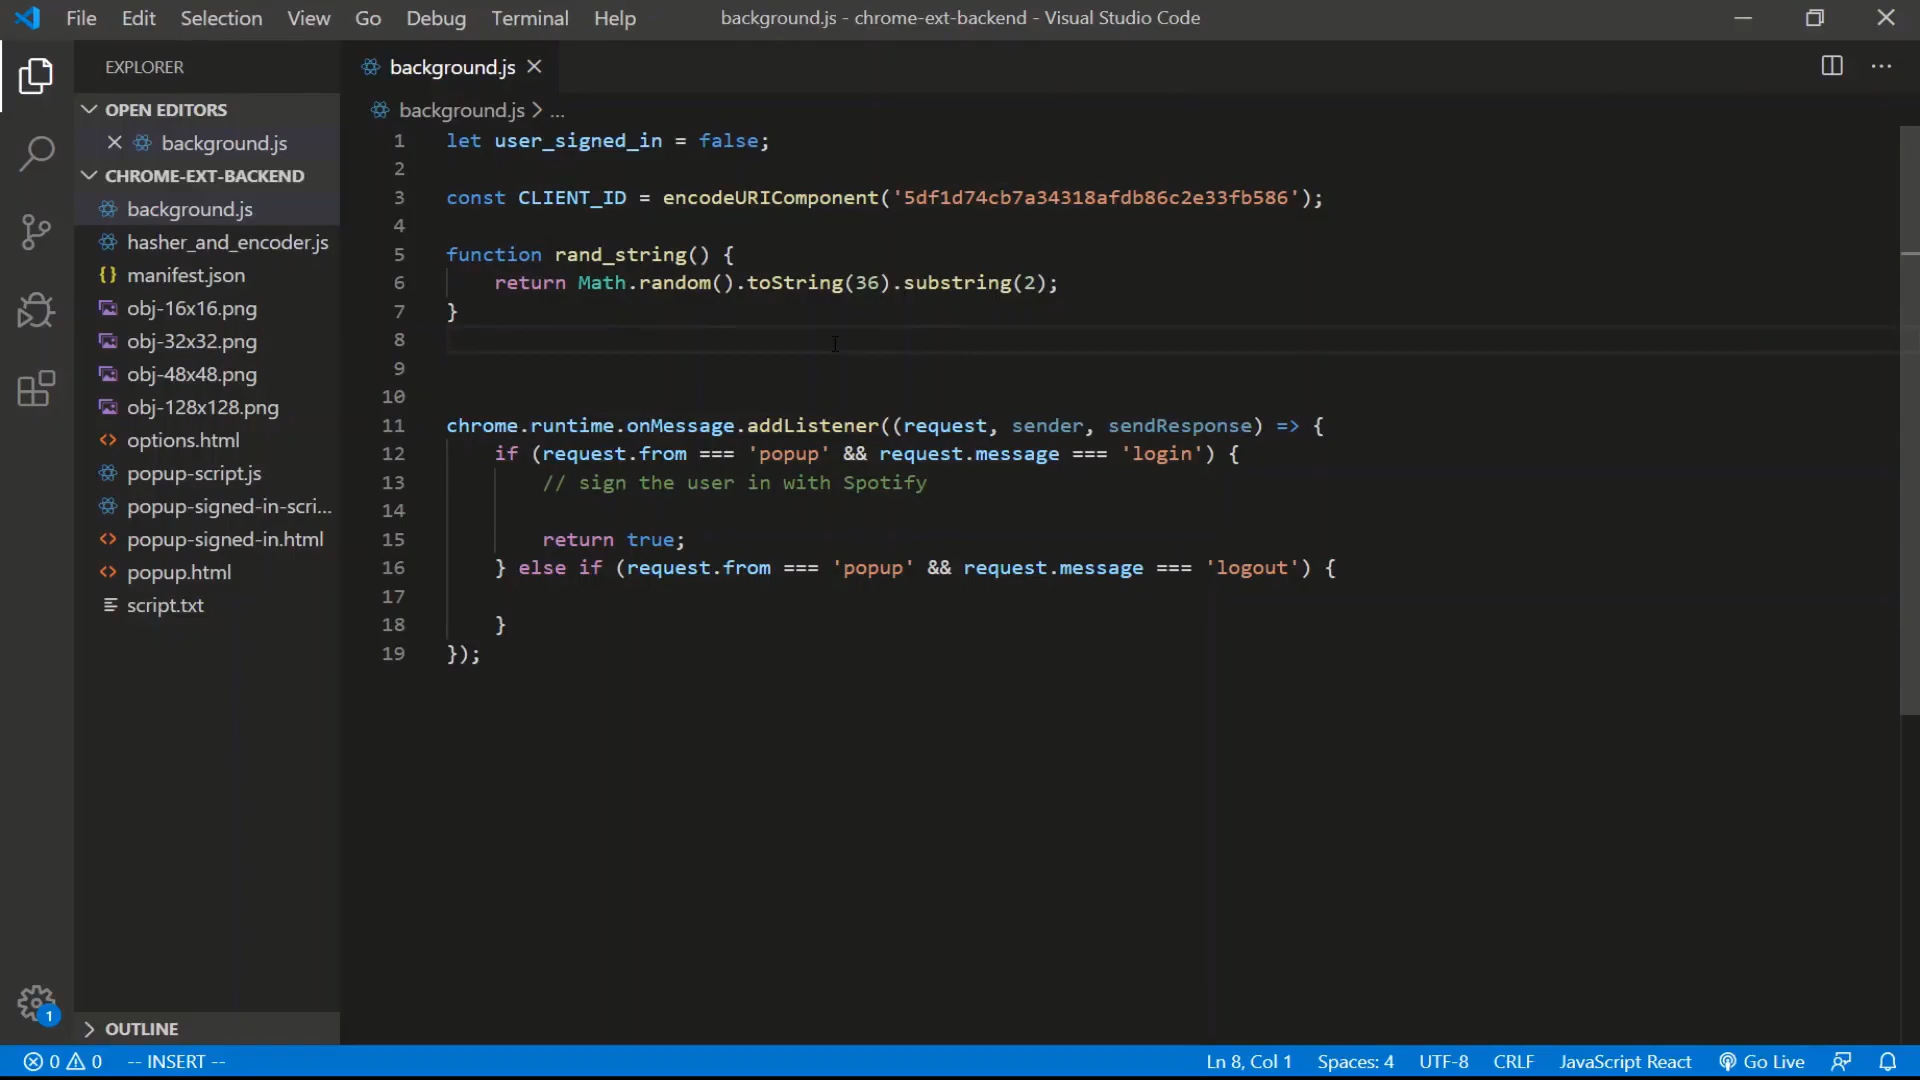 File Edit Selection View Go Debug Terminal Help background.js - chrome-ext-backend - Visual Studio Code
EXPLORER
OPEN EDITORS
background.js
CHROME-EXT-BACKEND
background.js
hasher_and_encoder.js
{} manifest.json
obj-16x16.png
obj-32x32.png
obj-48x48.png
obj-128x128.png
<> options.html
popup-script.js
popup-signed-in-scri...
<> popup-signed-in.html
<> popup.html
script.txt
OUTLINE
1
background.js
background.js > ...
1 let user_signed_in = false;
2
3 const CLIENT_ID = encodeURIComponent('5df1d74cb7a34318afdb86c2e33fb586');
4
5 function rand_string() {
6 return Math.random().toString(36).substring(2);
7 }
8
9
10
11 chrome.runtime.onMessage.addListener((request, sender, sendResponse) => {
12 if (request.from === 'popup' && request.message === 'login') {
13 // sign the user in with Spotify
14
15 return true;
16 } else if (request.from === 'popup' && request.message === 'logout') {
17
18 }
19 });
0 0 -- INSERT -- Ln 8, Col 1 Spaces: 4 UTF-8 CRLF JavaScript React Go Live